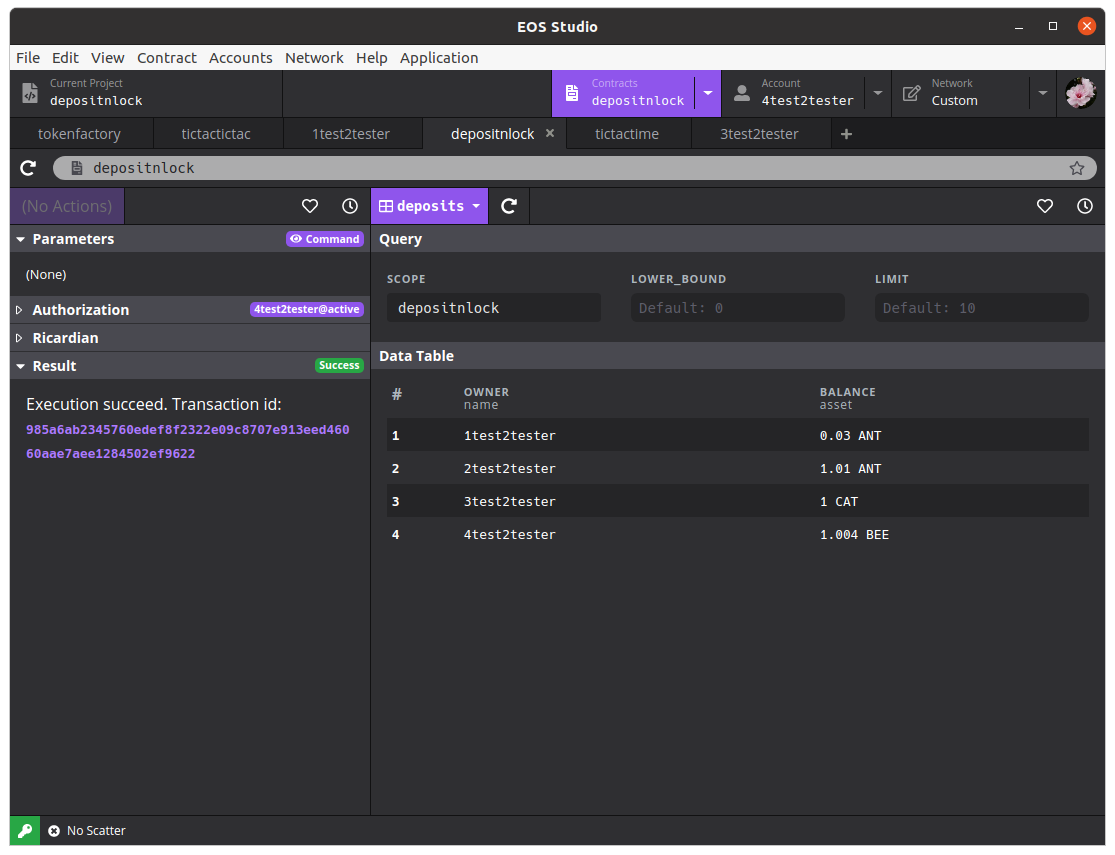 EOS Studio
File Edit View Contract Accounts Network Help Application
Current Project
depositnlock
Contracts
depositnlock
Account
4test2tester
Network
Custom
tokenfactory tictactictac 1test2tester depositnlock tictactime 3test2tester
depositnlock
(No Actions)
Parameters Command
(None)
Authorization 4test2tester@active
Ricardian
Result Success
Execution succeed. Transaction id:
985a6ab2345760edef8f2322e09c8707e913eed460
60aae7aee1284502ef9622
deposits
Query
SCOPE LOWER_BOUND LIMIT
depositnlock Default: 0 Default: 10
Data Table
# OWNER BALANCE
name asset
1 1test2tester 0.03 ANT
2 2test2tester 1.01 ANT
3 3test2tester 1 CAT
4 4test2tester 1.004 BEE
No Scatter